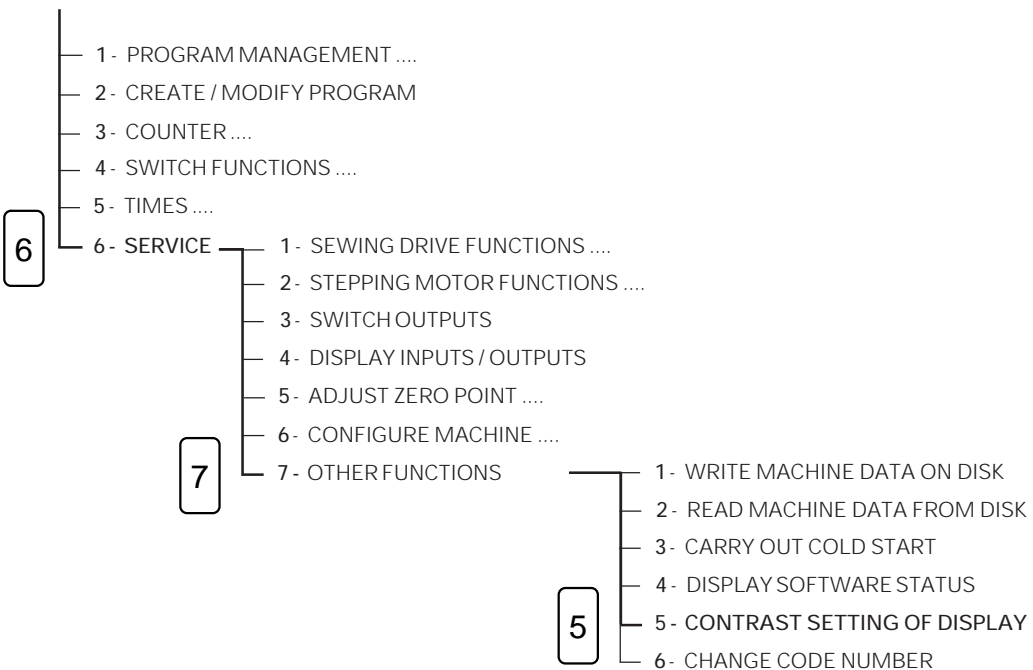 1 - PROGRAM MANAGEMENT ....
2 - CREATE / MODIFY PROGRAM
3 - COUNTER ....
4 - SWITCH FUNCTIONS ....
5 - TIMES ....
6
6 - SERVICE
1 - SEWING DRIVE FUNCTIONS ....
2 - STEPPING MOTOR FUNCTIONS ....
3 - SWITCH OUTPUTS
4 - DISPLAY INPUTS / OUTPUTS
5 - ADJUST ZERO POINT ....
6 - CONFIGURE MACHINE ....
7
7 - OTHER FUNCTIONS
1 - WRITE MACHINE DATA ON DISK
2 - READ MACHINE DATA FROM DISK
3 - CARRY OUT COLD START
4 - DISPLAY SOFTWARE STATUS
5
5 - CONTRAST SETTING OF DISPLAY
6 - CHANGE CODE NUMBER